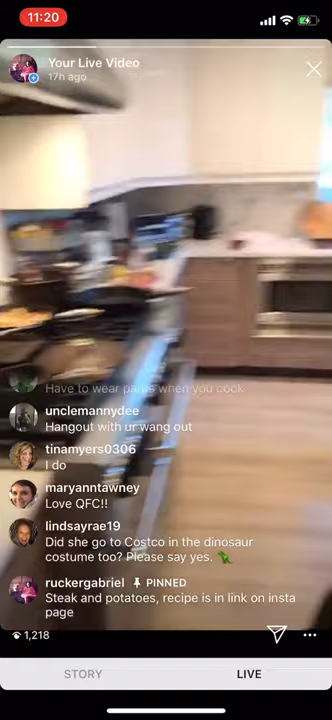 11:20
Your Live Video
17h ago
Have to wear pants when you cook
unclemannydee
Hangout with ur wang out
tinamyers0306
I do
maryanntawney
Love QFC!!
lindsayrae19
Did she go to Costco in the dinosaur
costume too? Please say yes. 🦖
ruckergabriel PINNED
Steak and potatoes, recipe is in link on insta
page
1,218
STORY LIVE